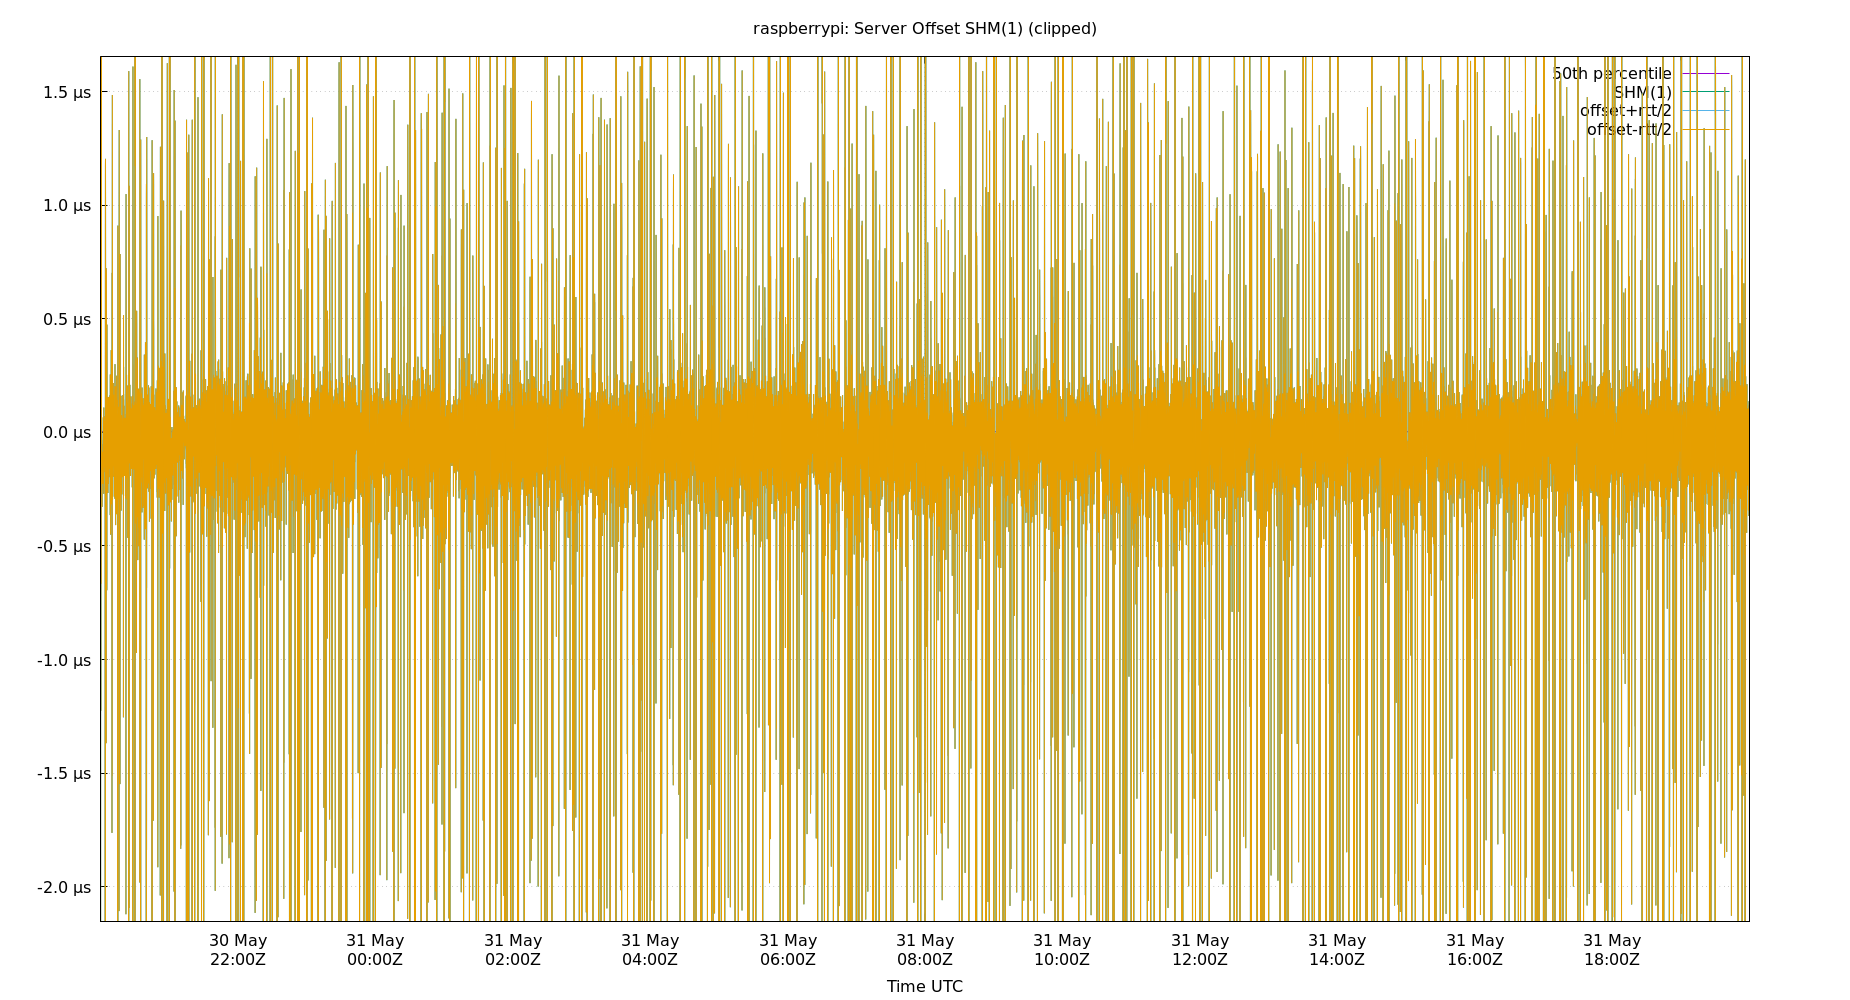 raspberrypi: Server Offset SHM(1) (clipped)
50th percentile
SHM(1)
offset+rtt/2
offset-rtt/2
1.5 µs
1.0 µs
0.5 µs
0.0 µs
-0.5 µs
-1.0 µs
-1.5 µs
-2.0 µs
30 May 31 May 31 May 31 May 31 May 31 May 31 May 31 May 31 May 31 May 31 May
22:00Z 00:00Z 02:00Z 04:00Z 06:00Z 08:00Z 10:00Z 12:00Z 14:00Z 16:00Z 18:00Z
Time UTC